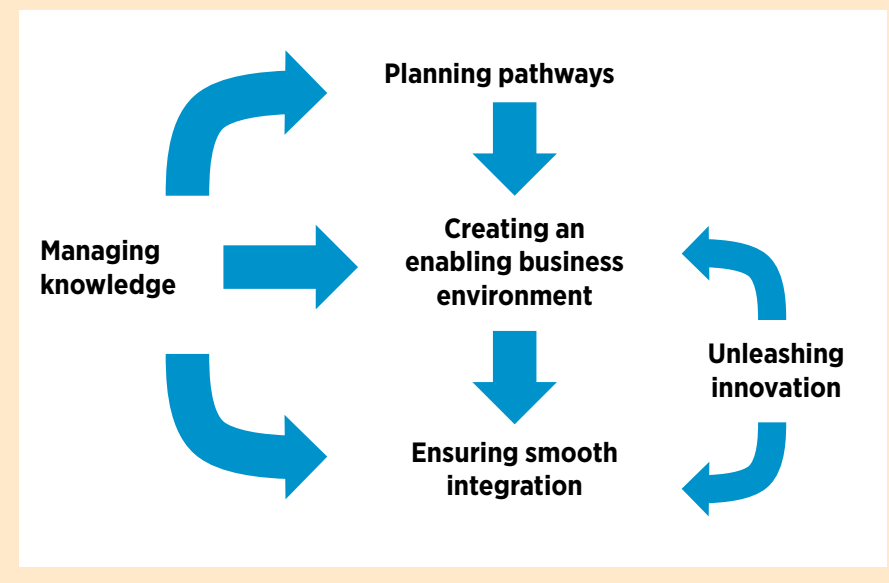 Planning pathways
Managing
knowledge
Creating an
enabling business
environment
Unleashing
innovation
Ensuring smooth
integration